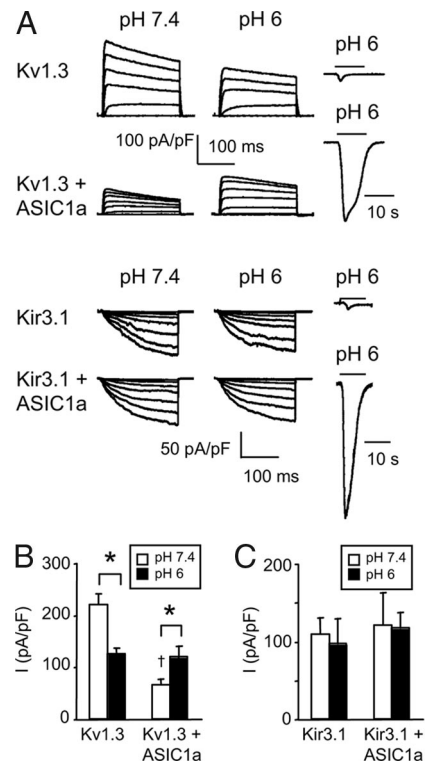 A
pH 7.4 pH 6
pH 6
Kv1.3
100 pA/pF 100 ms
pH 6
Kv1.3 +
ASIC1a
10 s
pH 7.4 pH 6
pH 6
Kir3.1
pH 6
Kir3.1 +
ASIC1a
50 pA/pF
100 ms
10 s
B
* pH 7.4
pH 6
*
†
I (pA/pF)
300
200
100
0
Kv1.3 Kv1.3 +
ASIC1a
C
pH 7.4
pH 6
I (pA/pF)
200
100
0
Kir3.1 Kir3.1 +
ASIC1a